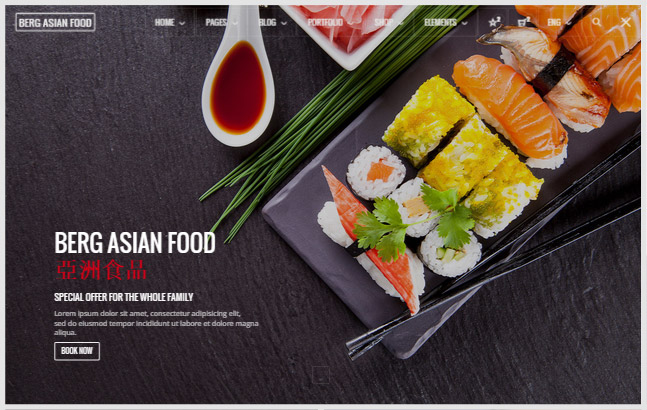 BERG ASIAN FOOD
HOME PAGES BLOG PORTFOLIO SHOP ELEMENTS ENG
BERG ASIAN FOOD
亞洲食品
SPECIAL OFFER FOR THE WHOLE FAMILY
Lorem ipsum dolor sit amet, consectetur adipisicing elit,
sed do eiusmod tempor incididunt ut labore et dolore magna
aliqua.
BOOK NOW